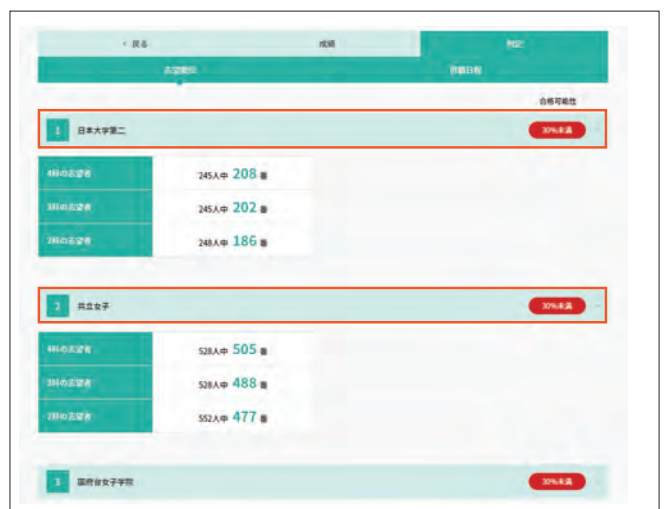 ‹ 戻る 成績 判定
志望順位 併願日程
合格可能性
1 日本大学第二 30%未満
4科の志望者 245人中 208 番
3科の志望者 245人中 202 番
2科の志望者 248人中 186 番
2 共立女子 30%未満
4科の志望者 528人中 505 番
3科の志望者 528人中 488 番
2科の志望者 552人中 477 番
3 国府台女子学院 30%未満